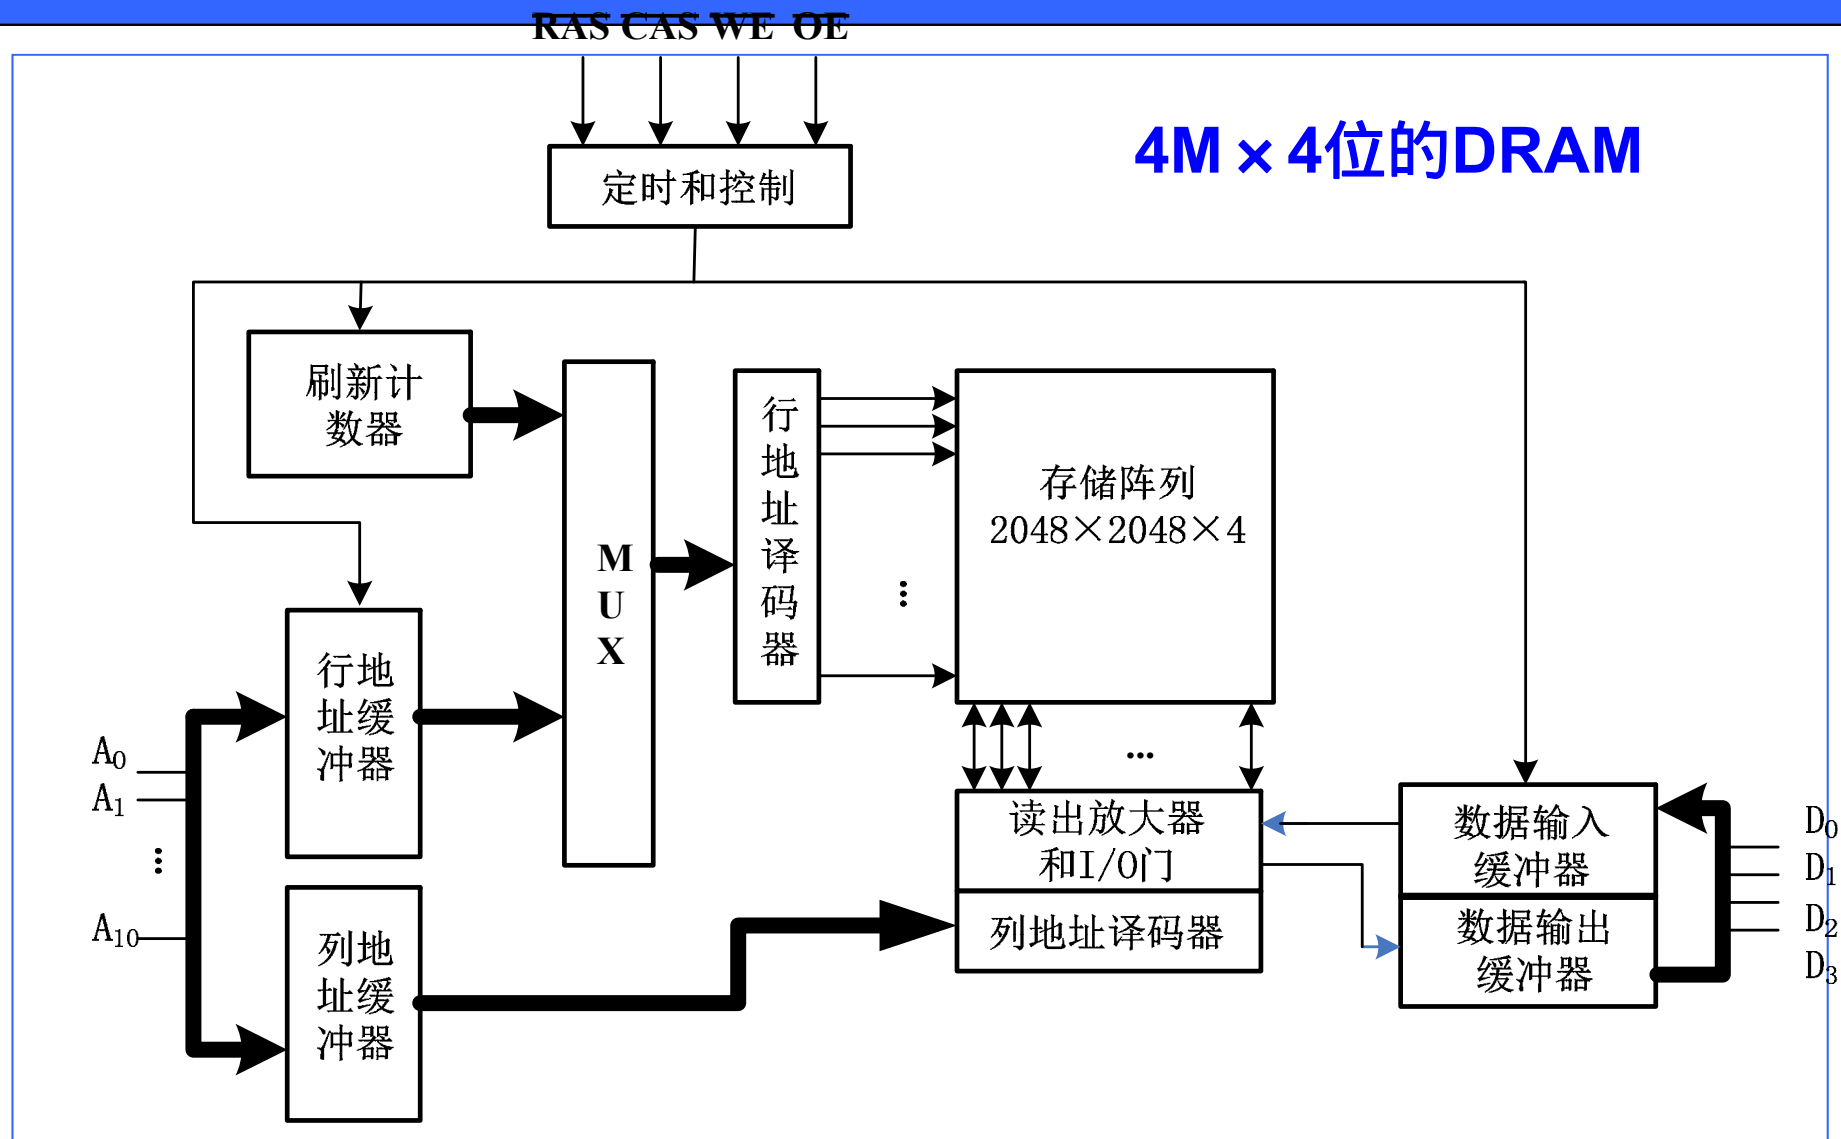 RAS CAS WE OE
4M×4位的DRAM
定时和控制
刷新计
数器
M
U
X
行
地
址
译
码
器
存储阵列
2048×2048×4
...
行地
址缓
冲器
A0
A1
...
A10
...
读出放大器
和I/O门
列地址译码器
数据输入
缓冲器
数据输出
缓冲器
D0
D1
D2
D3
列地
址缓
冲器